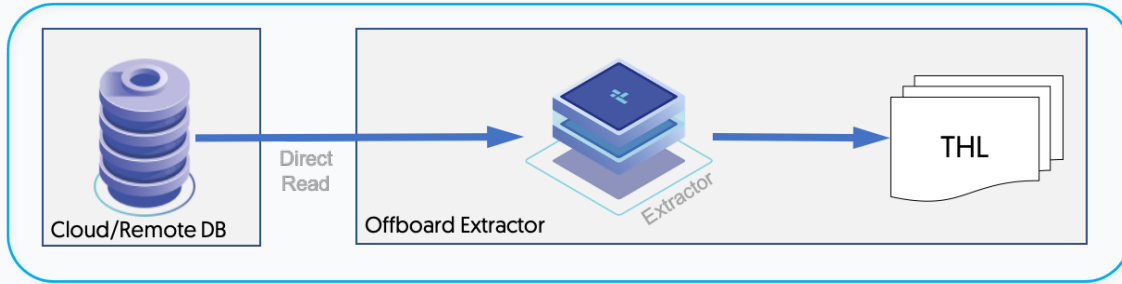 Direct
Read
THL
Extractor
Cloud/Remote DB
Offboard Extractor